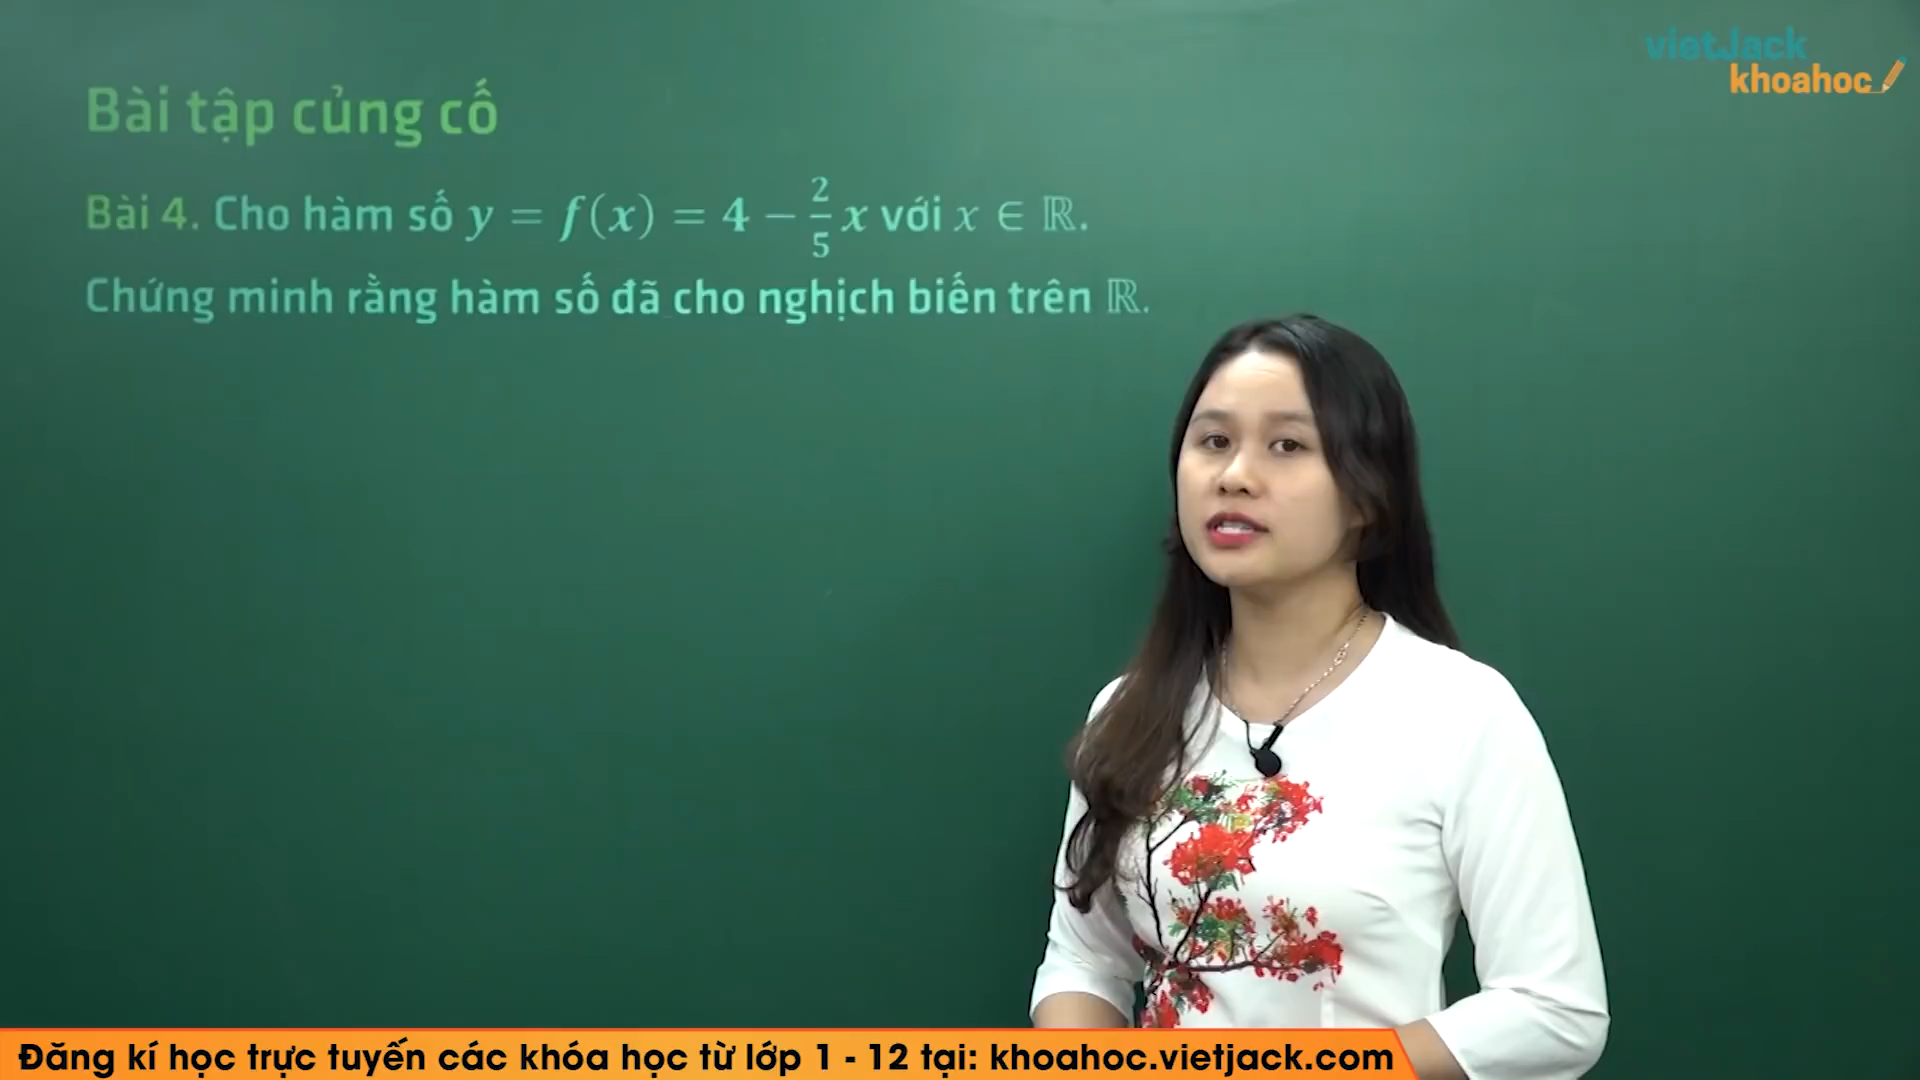 vietJack
khoahoc
Bài tập củng cố
Bài 4. Cho hàm số y = f(x) = 4 − 2/5 x với x ∈ ℝ.
Chứng minh rằng hàm số đã cho nghịch biến trên ℝ.
Đăng kí học trực tuyến các khóa học từ lớp 1 - 12 tại: khoahoc.vietjack.com